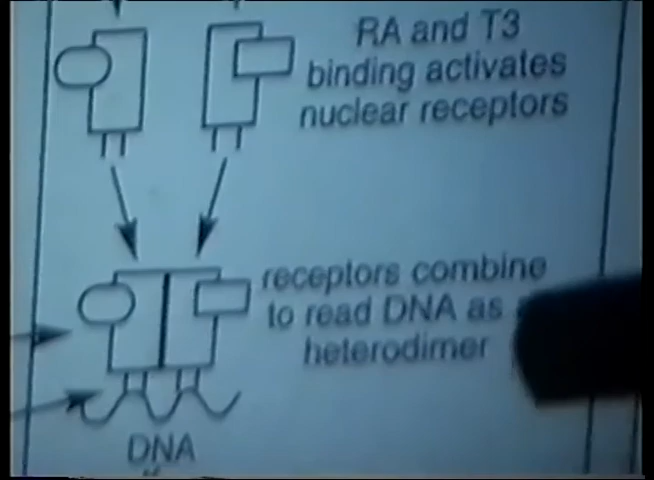 RA and T3
binding activates
nuclear receptors
receptors combine
to read DNA as
heterodimer
DNA